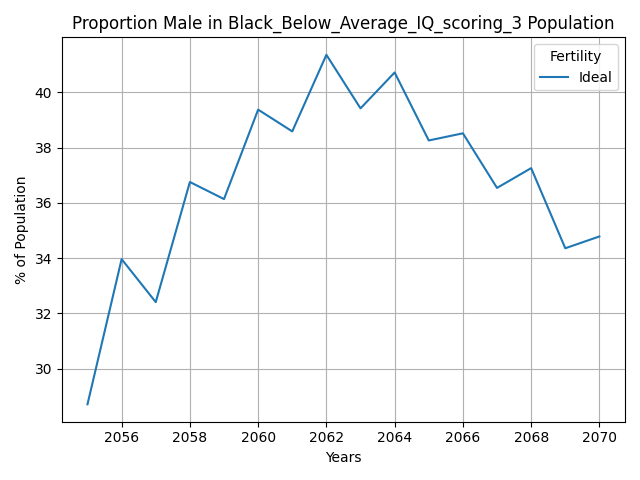 Proportion Male in Black_Below_Average_IQ_scoring_3 Population
Fertility
Ideal
% of Population
40
38
36
34
32
30
2056 2058 2060 2062 2064 2066 2068 2070
Years